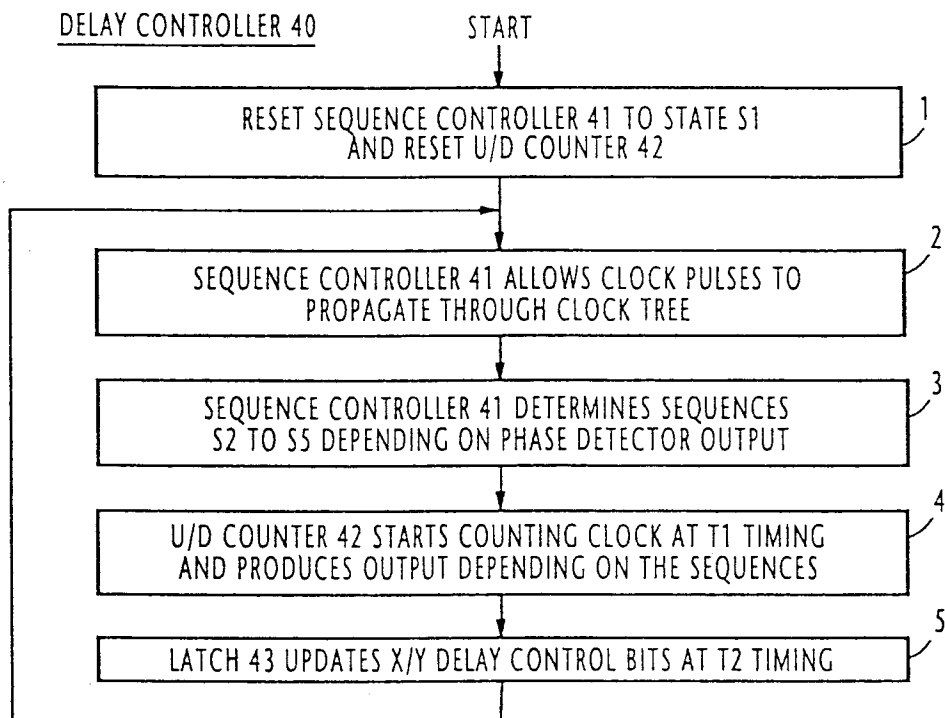 DELAY CONTROLLER 40
START
RESET SEQUENCE CONTROLLER 41 TO STATE S1
AND RESET U/D COUNTER 42
1
SEQUENCE CONTROLLER 41 ALLOWS CLOCK PULSES TO
PROPAGATE THROUGH CLOCK TREE
2
SEQUENCE CONTROLLER 41 DETERMINES SEQUENCES
S2 TO S5 DEPENDING ON PHASE DETECTOR OUTPUT
3
U/D COUNTER 42 STARTS COUNTING CLOCK AT T1 TIMING
AND PRODUCES OUTPUT DEPENDING ON THE SEQUENCES
4
LATCH 43 UPDATES X/Y DELAY CONTROL BITS AT T2 TIMING
5